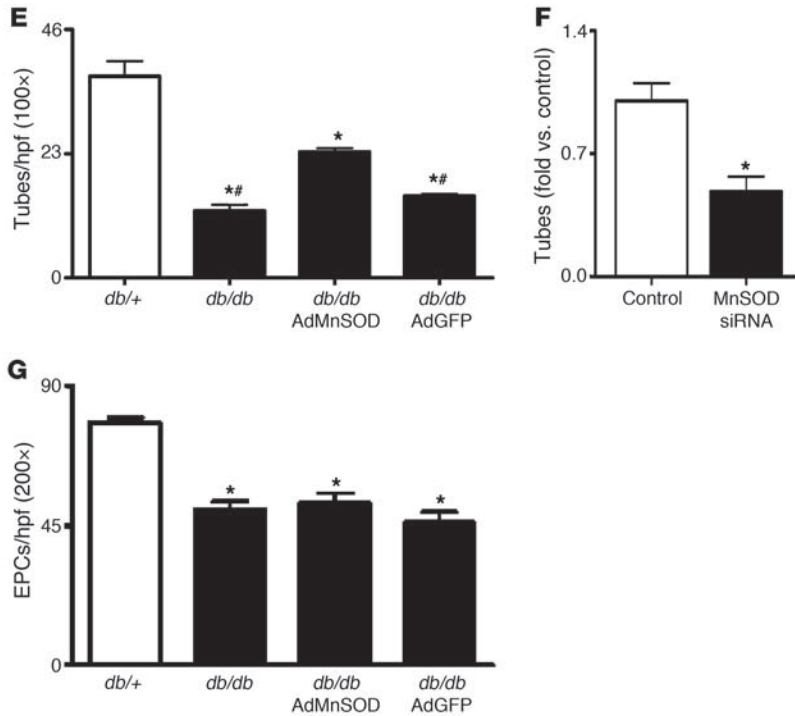 E
Tubes/hpf (100×)
46
23
0
*#
*
*#
db/+
db/db
db/db
AdMnSOD
db/db
AdGFP
F
Tubes (fold vs. control)
1.4
0.7
0.0
*
Control
MnSOD
siRNA
G
EPCs/hpf (200×)
90
45
0
*
*
*
db/+
db/db
db/db
AdMnSOD
db/db
AdGFP